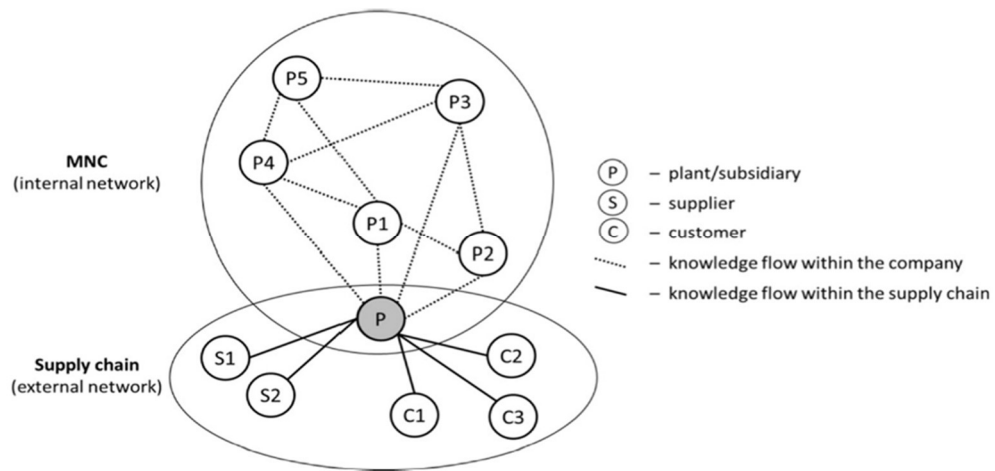 P5
P3
P4
P1
P2
P
MNC
(internal network)
S1
S2
C1
C2
C3
Supply chain
(external network)
P – plant/subsidiary
S – supplier
C – customer
– knowledge flow within the company
– knowledge flow within the supply chain